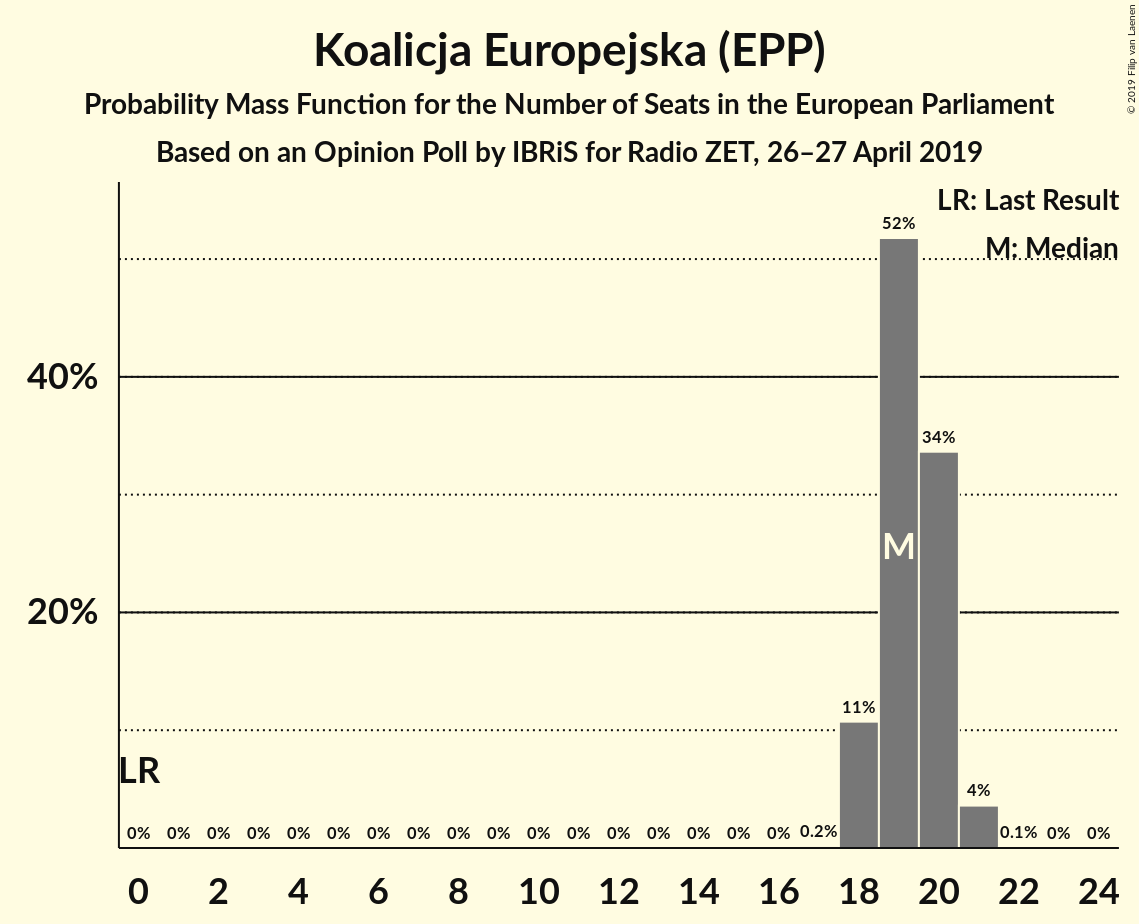 Koalicja Europejska (EPP)
Probability Mass Function for the Number of Seats in the European Parliament
Based on an Opinion Poll by IBRiS for Radio ZET, 26–27 April 2019
© 2019 Filip van Laenen
LR: Last Result
M: Median
52%
40%
34%
M
20%
11%
LR
4%
0% 0% 0% 0% 0% 0% 0% 0% 0% 0% 0% 0% 0% 0% 0% 0% 0% 0.2% 0.1% 0% 0%
0 2 4 6 8 10 12 14 16 18 20 22 24